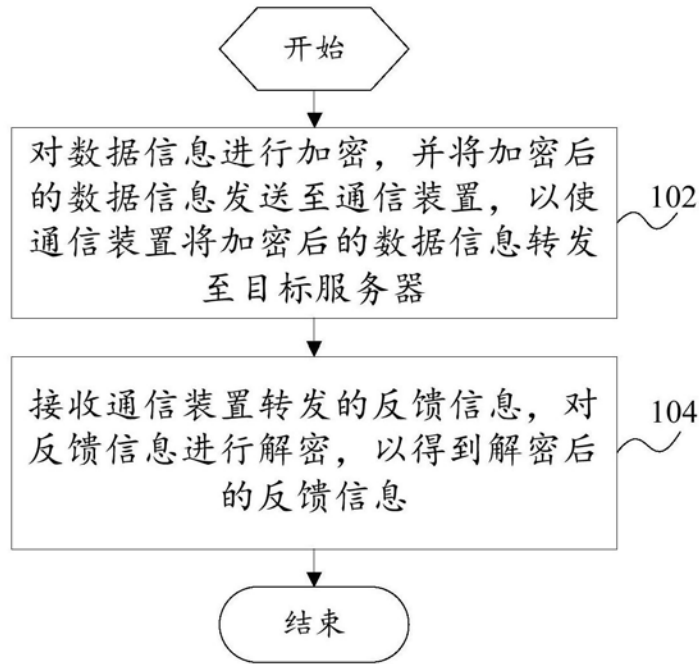 开始
对数据信息进行加密，并将加密后
的数据信息发送至通信装置，以使
通信装置将加密后的数据信息转发
至目标服务器
102
接收通信装置转发的反馈信息，对
反馈信息进行解密，以得到解密后
的反馈信息
104
结束